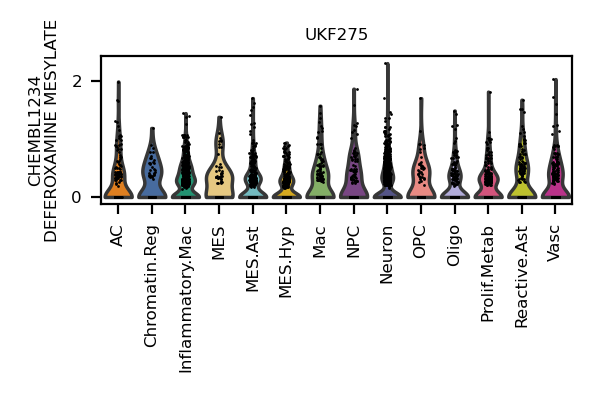 UKF275
CHEMBL1234
DEFEROXAMINE MESYLATE
2
0
AC
Chromatin.Reg
Inflammatory.Mac
MES
MES.Ast
MES.Hyp
Mac
NPC
Neuron
OPC
Oligo
Prolif.Metab
Reactive.Ast
Vasc